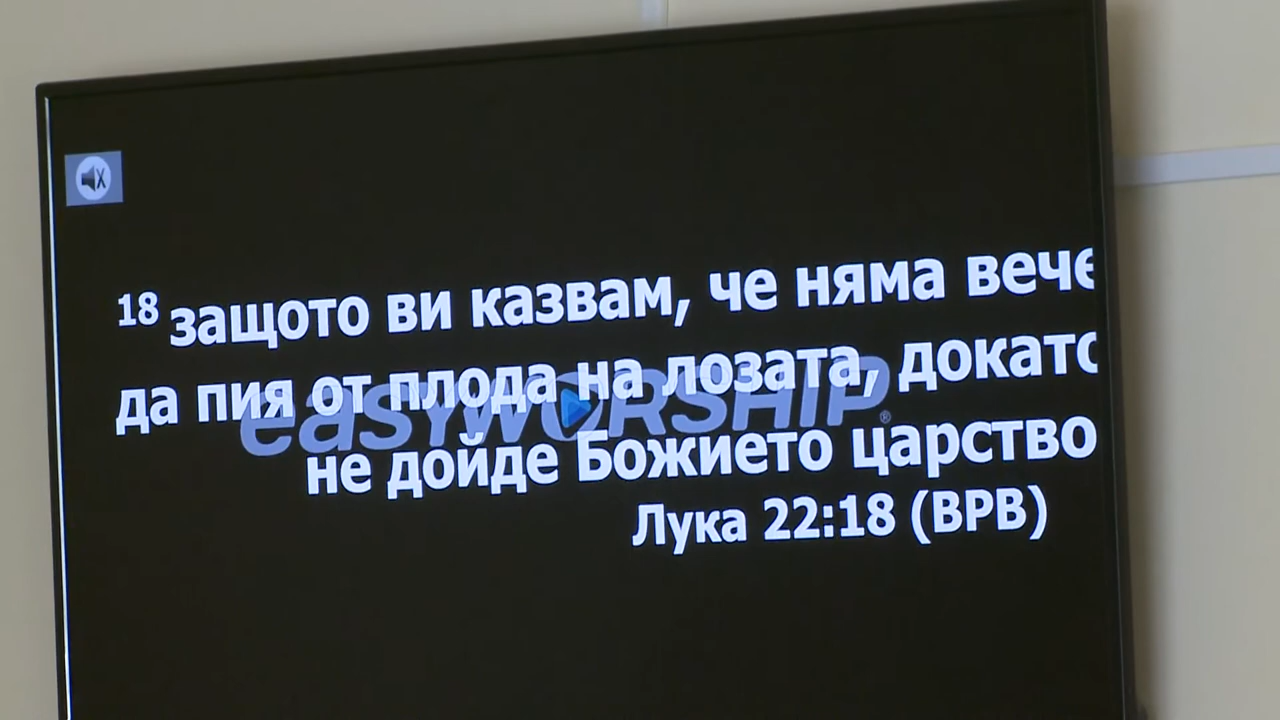 18 защото ви казвам, че няма вече
да пия от плода на лозата, докато
easyWORSHIP®
не дойде Божието царство
Лука 22:18 (ВРВ)